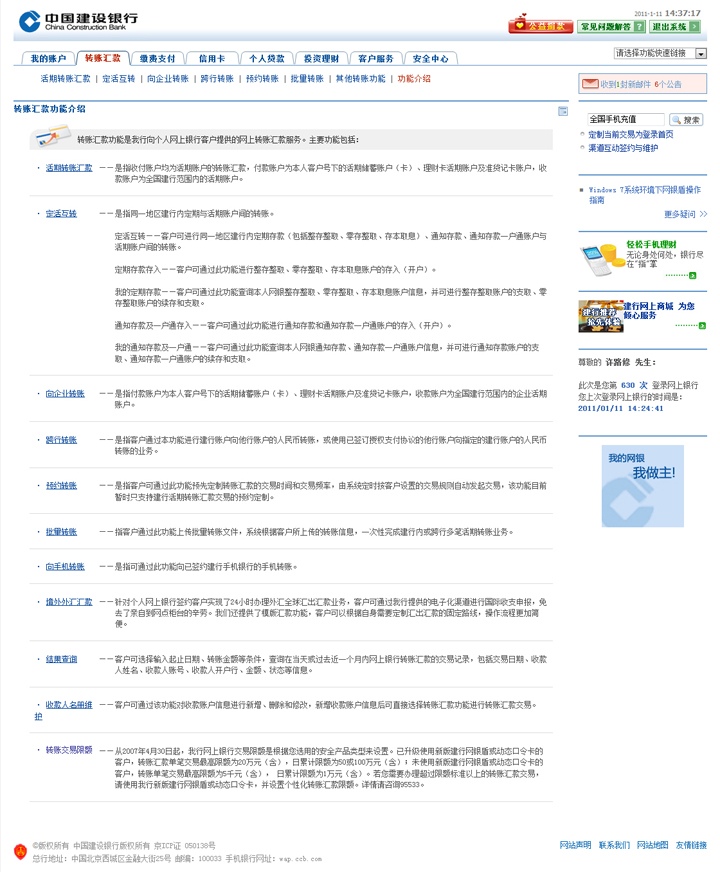 中国建设银行
China Construction Bank
2011-1-11 14:37:17
公益捐款 常见问题解答 ? 退出系统
我的账户 转账汇款 缴费支付 信用卡 个人贷款 投资理财 客户服务 安全中心
请选择功能快速链接
活期转账汇款 | 定活互转 | 向企业转账 | 跨行转账 | 预约转账 | 批量转账 | 其他转账功能 | 功能介绍
收到1封新邮件 6个公告
转账汇款功能介绍
全国手机充值 搜索
定制当前交易为登录首页
渠道互动签约与维护
转账汇款功能是我行向个人网上银行客户提供的网上转账汇款服务。主要功能包括:
· 活期转账汇款 ——是指收付账户均为活期账户的转账汇款,付款账户为本人客户号下的活期储蓄账户(卡)、理财卡活期账户及准贷记卡账户,收
款账户为全国建行范围内的活期账户。
· 定活互转 ——是指同一地区建行内定期与活期账户间的转账。
定活互转——客户可进行同一地区建行内定期存款(包括整存整取、零存整取、存本取息)、通知存款、通知存款一户通账户与
活期账户间的转账。
定期存款存入——客户可通过此功能进行整存整取、零存整取、存本取息账户的存入(开户)。
我的定期存款——客户可通过此功能查询本人网银整存整取、零存整取、存本取息账户信息,并可进行整存整取账户的支取、零
存整取账户的续存和支取。
通知存款及一户通存入——客户可通过此功能进行通知存款和通知存款一户通账户的存入(开户)。
我的通知存款及一户通——客户可通过此功能查询本人网银通知存款、通知存款一户通账户信息,并可进行通知存款账户的支
取、通知存款一户通账户的续存和支取。
· 向企业转账 ——是指付款账户为本人客户号下的活期储蓄账户(卡)、理财卡活期账户及准贷记卡账户,收款账户为全国建行范围内的企业活期
账户。
· 跨行转账 ——是指客户通过本功能进行建行账户向他行账户的人民币转账,或使用已签订授权支付协议的他行账户向指定的建行账户的人民币
转账的业务。
· 预约转账 ——是指客户可通过此功能预先定制转账汇款的交易时间和交易频率,由系统定时按客户设置的交易规则自动发起交易,该功能目前
暂时只支持建行活期转账汇款交易的预约定制。
· 批量转账 ——指客户通过此功能上传批量转账文件,系统根据客户所上传的转账信息,一次性完成建行内或跨行多笔活期转账业务。
· 向手机转账 ——是指可通过此功能向已签约建行手机银行的手机转账。
· 境外外汇汇款 ——针对个人网上银行签约客户实现了24小时办理外汇全球汇出汇款业务,客户可通过我行提供的电子化渠道进行国际收支申报,免
去了亲自到网点柜台的辛劳。我们还提供了模版汇款功能,客户可以根据自身需要定制汇出汇款的固定路线,操作流程更加简
便。
· 结果查询 ——客户可选择输入起止日期、转账金额等条件,查询在当天或过去近一个月内网上银行转账汇款的交易记录,包括交易日期、收款
人姓名、收款人账号、收款人开户行、金额、状态等信息。
· 收款人名册维
护 ——客户可通过该功能对收款账户信息进行新增、删除和修改,新增收款账户信息后可直接选择转账汇款功能进行转账汇款交易。
· 转账交易限额 ——从2007年4月30日起,我行网上银行交易限额是根据您选用的安全产品类型来设置。已升级使用新版建行网银盾或动态口令卡的
客户,转账汇款单笔交易最高限额为20万元(含),日累计限额为50或100万元(含);未使用新版建行网银盾或动态口令卡的
客户,转账单笔交易最高限额为5千元(含), 日累计限额为1万元(含)。若您需要办理超过限额标准以上的转账汇款交易,
请使用我行新版建行网银盾或动态口令卡,并设置个性化转账汇款限额。详情请咨询95533。
Windows 7系统环境下网银盾操作
指南
更多疑问 >>
轻松手机理财
无论身处何处,银行尽
在“指”掌
建行推荐
抢先体验
建行网上商城 为您
倾心服务
尊敬的 许路修 先生:
此次是您第 630 次 登录网上银行
您上次登录网上银行的时间是:
2011/01/11 14:24:41
我的网银
我做主!
©版权所有 中国建设银行版权所有 京ICP证 050138号
总行地址: 中国北京西城区金融大街25号 邮编: 100033 手机银行网址: wap.ccb.com
网站声明 联系我们 网站地图 友情链接